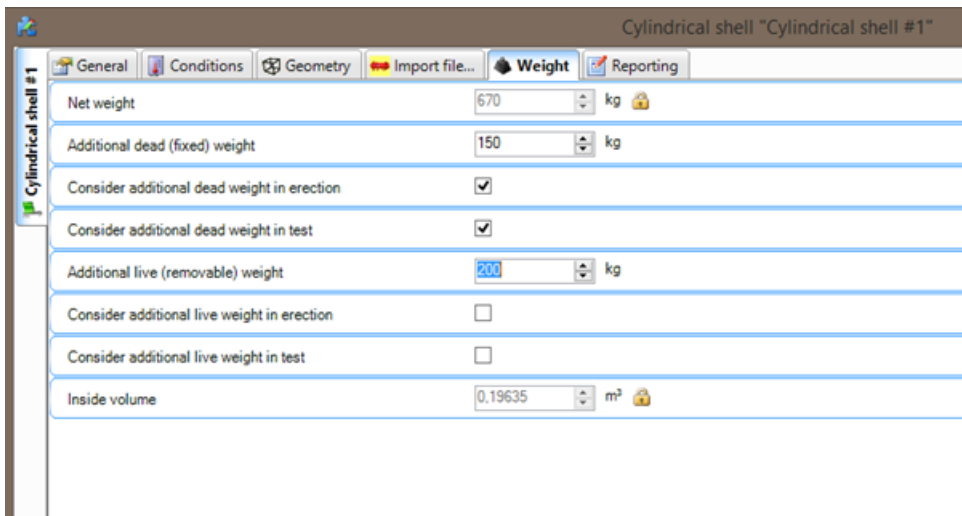 Cylindrical shell "Cylindrical shell #1"
Cylindrical shell #1
General Conditions Geometry Import file... Weight Reporting
Net weight 670 kg
Additional dead (fixed) weight 150 kg
Consider additional dead weight in erection
Consider additional dead weight in test
Additional live (removable) weight 200 kg
Consider additional live weight in erection
Consider additional live weight in test
Inside volume 0,19635 m³